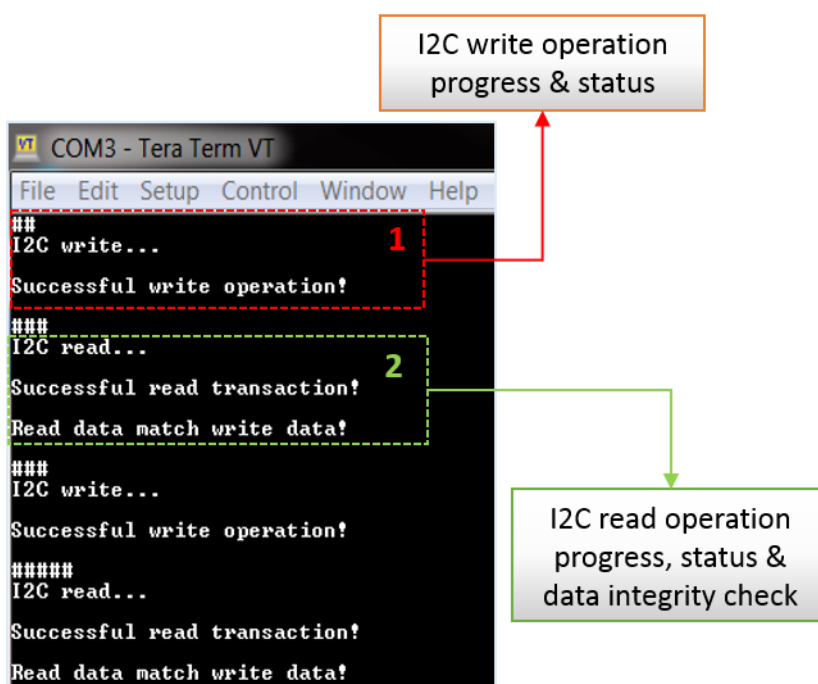 I2C write operation
progress & status
COM3 - Tera Term VT
File Edit Setup Control Window Help
##
I2C write...
1
Successful write operation!
###
I2C read...
2
Successful read transaction!
Read data match write data!
###
I2C write...
Successful write operation!
#####
I2C read...
Successful read transaction!
Read data match write data!
I2C read operation
progress, status &
data integrity check